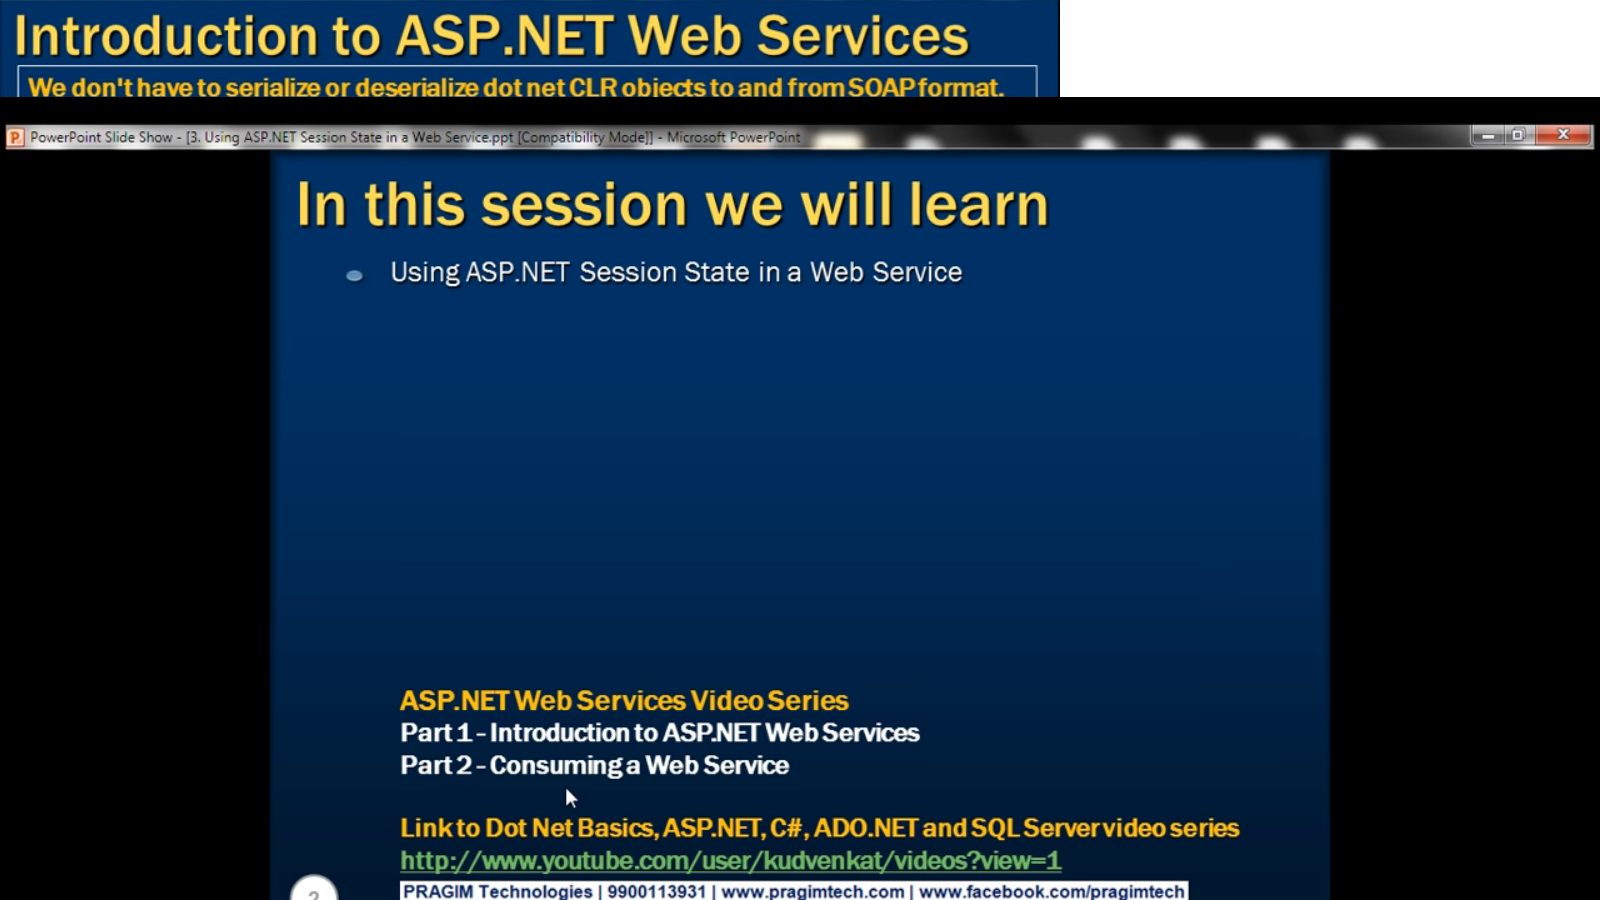 Introduction to ASP.NET Web Services
We don't have to serialize or deserialize dot net CLR objects to and from SOAP format.
PowerPoint Slide Show - [3. Using ASP.NET Session State in a Web Service.ppt [Compatibility Mode]] - Microsoft PowerPoint
In this session we will learn
Using ASP.NET Session State in a Web Service
ASP.NET Web Services Video Series
Part 1 - Introduction to ASP.NET Web Services
Part 2 - Consuming a Web Service
Link to Dot Net Basics, ASP.NET, C#, ADO.NET and SQL Server video series
http://www.youtube.com/user/kudvenkat/videos?view=1
PRAGIM Technologies | 9900113931 | www.pragimtech.com | www.facebook.com/pragimtech
2